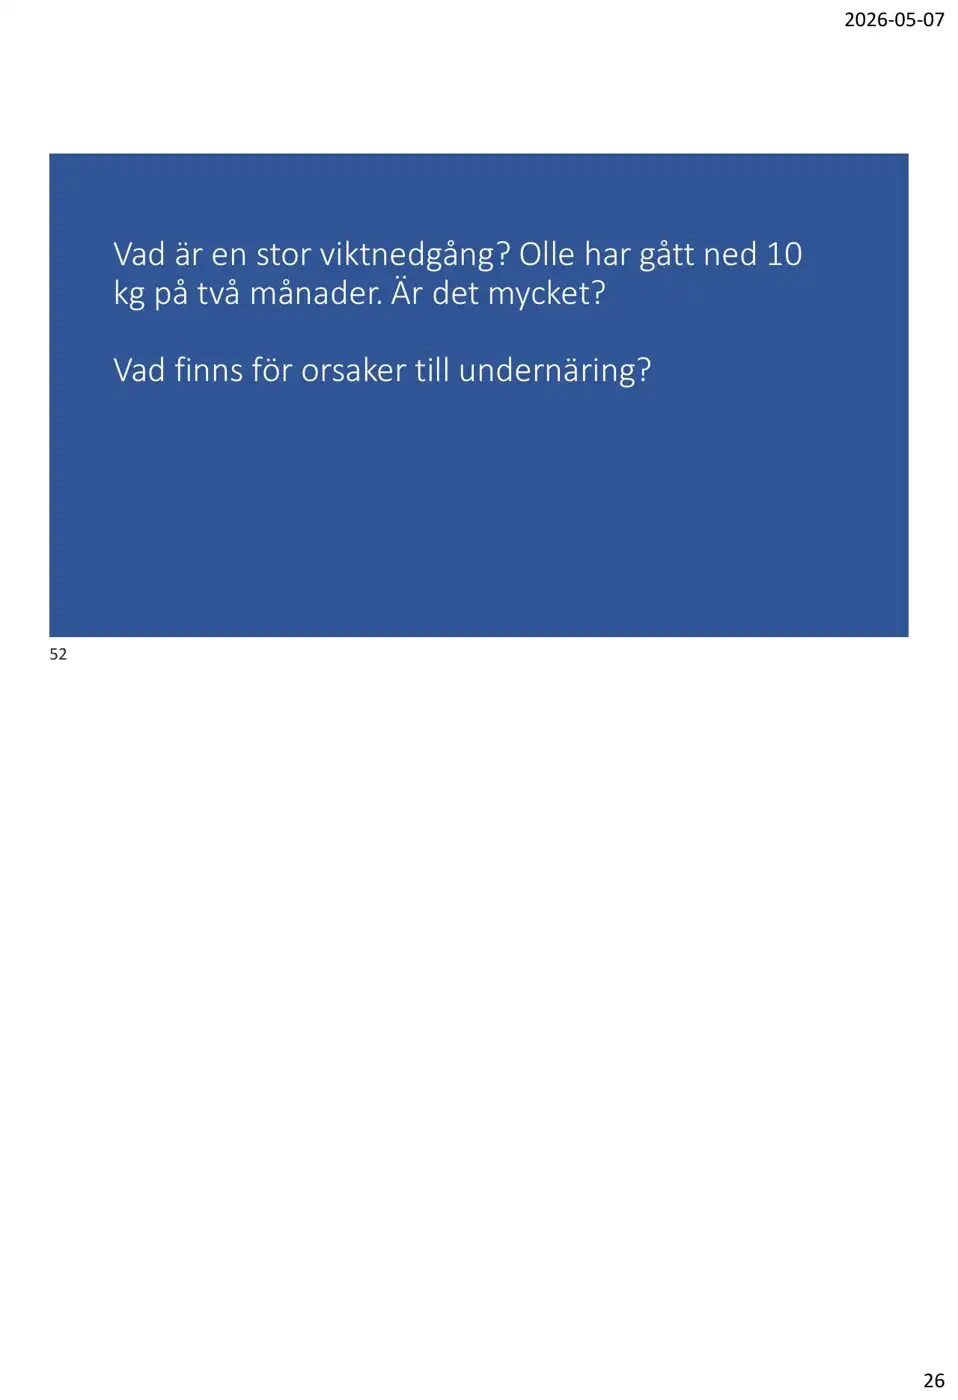 2026-05-07
Vad är en stor viktnedgång? Olle har gått ned 10
kg på två månader. Är det mycket?
Vad finns för orsaker till undernäring?
52
26